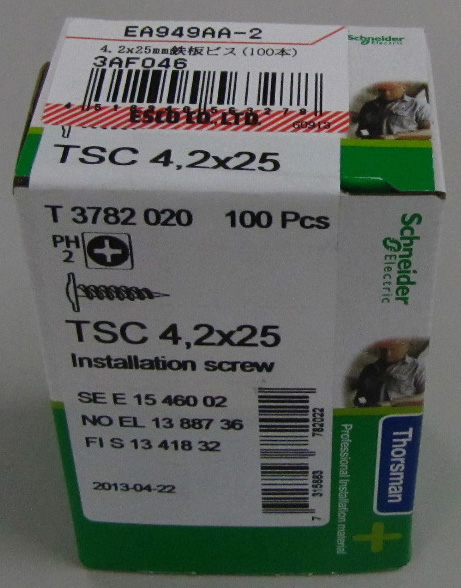 EA949AA-2
4.2x25mm鉄板ビス(100本)
3AF046
ESCO CO.,LTD.
60913
Schneider
Electric
TSC 4,2x25
T 3782 020 100 Pcs
PH
2
TSC 4,2x25
Installation screw
SE E 15 460 02
NO EL 13 887 36
FI S 13 418 32
2013-04-22
Schneider
Electric
Thorsman
Professional installation material